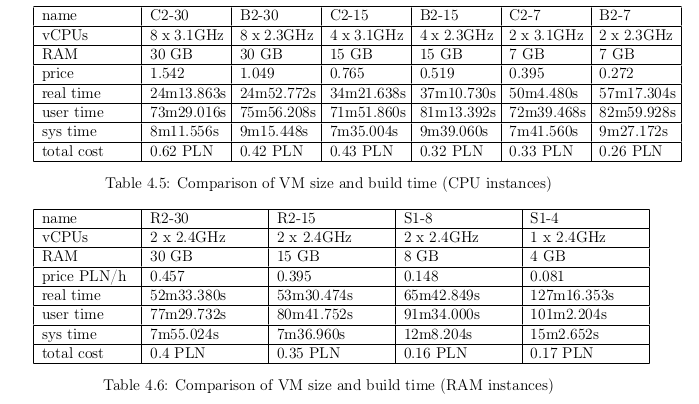 name C2-30 B2-30 C2-15 B2-15 C2-7 B2-7
vCPUs 8 x 3.1GHz 8 x 2.3GHz 4 x 3.1GHz 4 x 2.3GHz 2 x 3.1GHz 2 x 2.3GHz
RAM 30 GB 30 GB 15 GB 15 GB 7 GB 7 GB
price 1.542 1.049 0.765 0.519 0.395 0.272
real time 24m13.863s 24m52.772s 34m21.638s 37m10.730s 50m4.480s 57m17.304s
user time 73m29.016s 75m56.208s 71m51.860s 81m13.392s 72m39.468s 82m59.928s
sys time 8m11.556s 9m15.448s 7m35.004s 9m39.060s 7m41.560s 9m27.172s
total cost 0.62 PLN 0.42 PLN 0.43 PLN 0.32 PLN 0.33 PLN 0.26 PLN
Table 4.5: Comparison of VM size and build time (CPU instances)
name R2-30 R2-15 S1-8 S1-4
vCPUs 2 x 2.4GHz 2 x 2.4GHz 2 x 2.4GHz 1 x 2.4GHz
RAM 30 GB 15 GB 8 GB 4 GB
price PLN/h 0.457 0.395 0.148 0.081
real time 52m33.380s 53m30.474s 65m42.849s 127m16.353s
user time 77m29.732s 80m41.752s 91m34.000s 101m2.204s
sys time 7m55.024s 7m36.960s 12m8.204s 15m2.652s
total cost 0.4 PLN 0.35 PLN 0.16 PLN 0.17 PLN
Table 4.6: Comparison of VM size and build time (RAM instances)